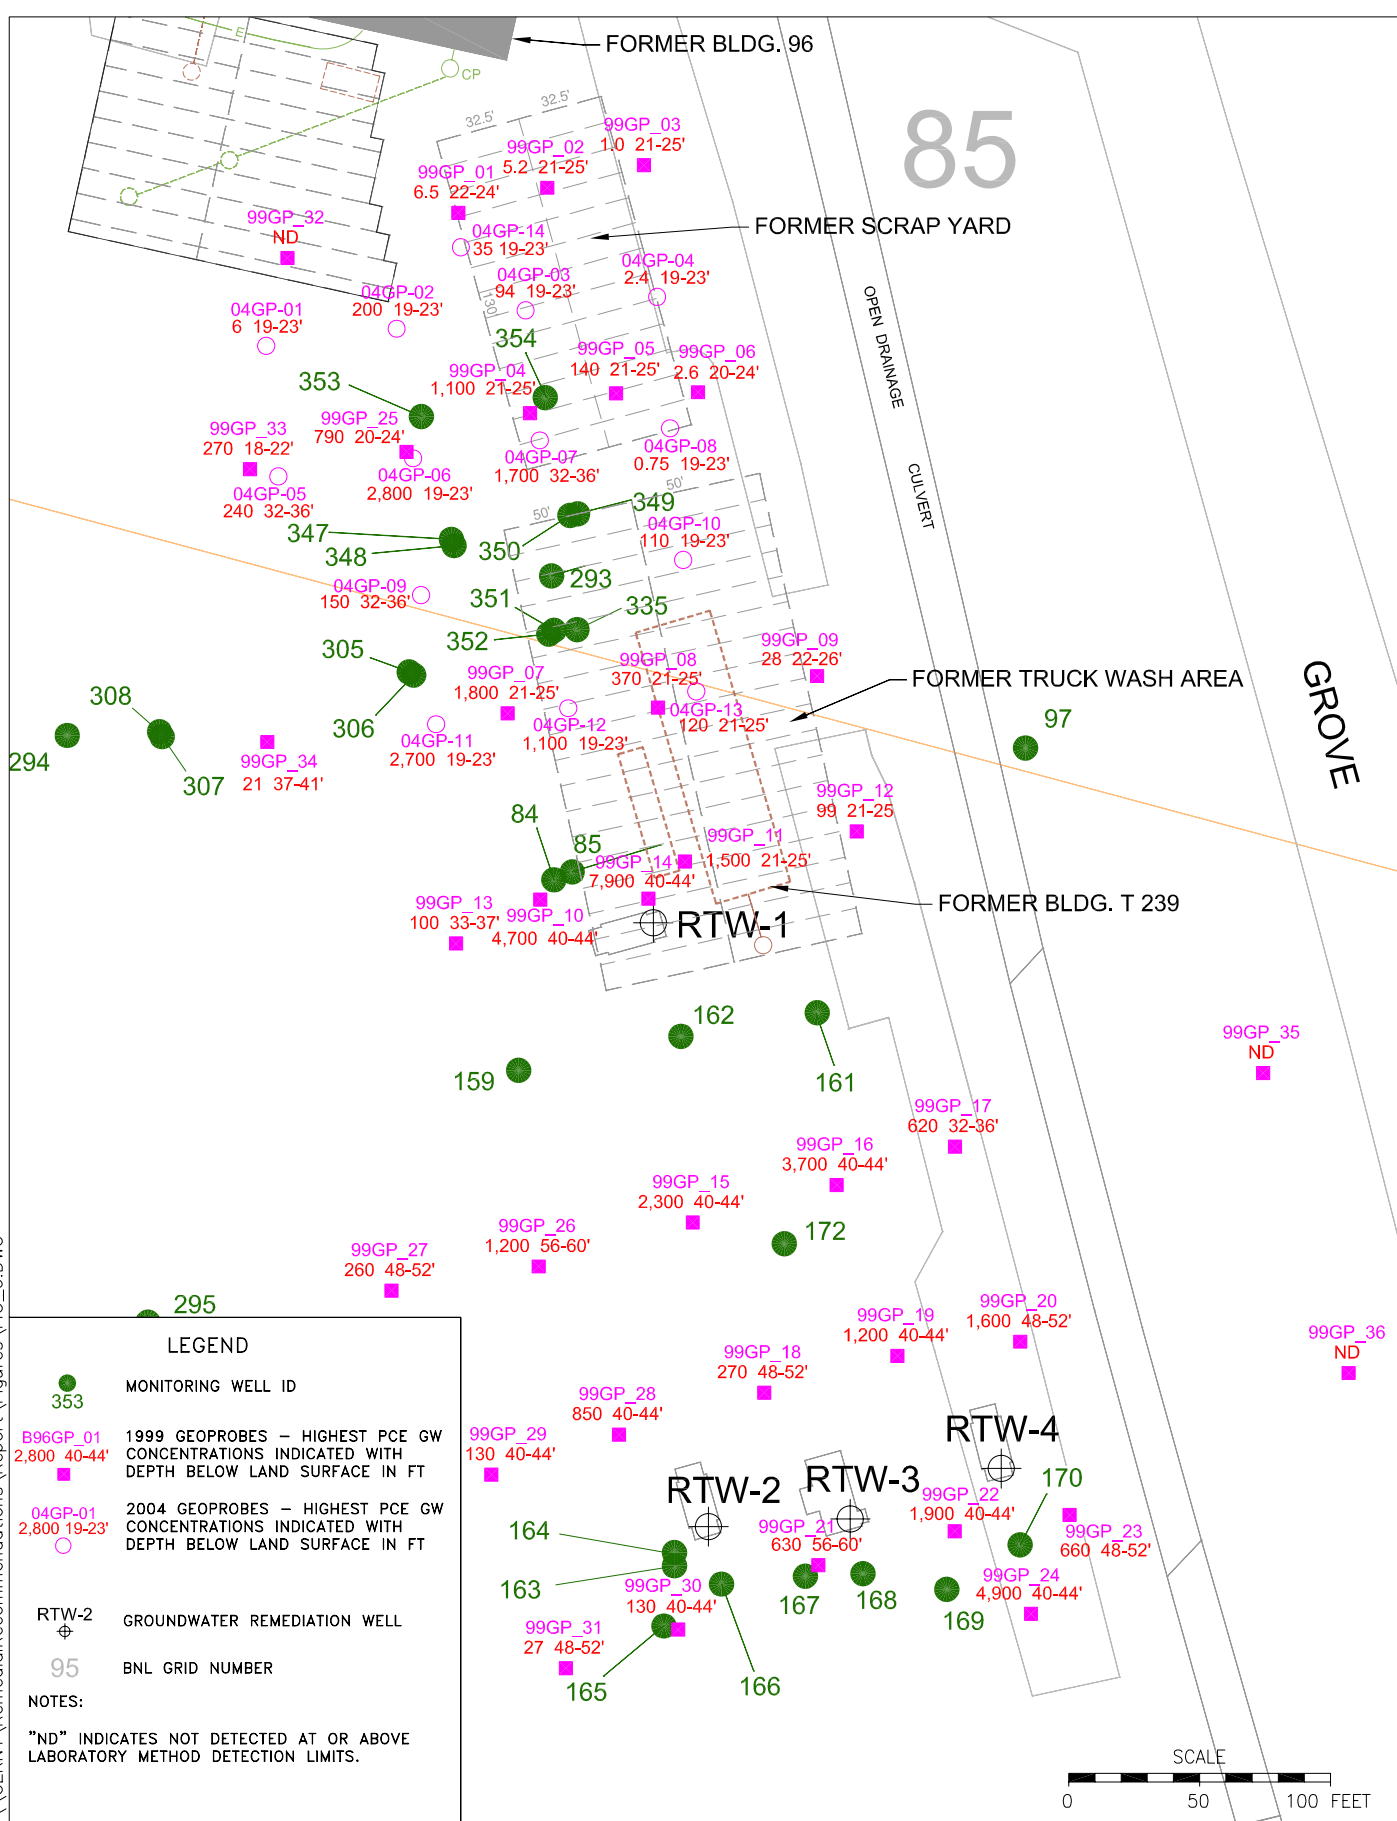 FORMER BLDG. 96
E
CP
85
32.5'
32.5'
99GP_03
1.0 21-25'
99GP_02
5.2 21-25'
99GP_01
6.5 22-24'
99GP_32
ND
FORMER SCRAP YARD
04GP-14
35 19-23'
04GP-03
94 19-23'
04GP-04
2.4 19-23'
130'
04GP-02
200 19-23'
04GP-01
6 19-23'
OPEN DRAINAGE
CULVERT
354
353
99GP_04
1,100 21-25'
99GP_05
140 21-25'
99GP_06
2.6 20-24'
99GP_33
270 18-22'
99GP_25
790 20-24'
04GP-05
240 32-36'
04GP-06
2,800 19-23'
04GP-07
1,700 32-36'
04GP-08
0.75 19-23'
50'
50'
349
350
347
348
04GP-10
110 19-23'
293
04GP-09
150 32-36'
351
352
335
305
306
99GP_07
1,800 21-25'
99GP_08
370 21-25'
99GP_09
28 22-26'
FORMER TRUCK WASH AREA
GROVE
97
308
307
294
99GP_34
21 37-41'
04GP-11
2,700 19-23'
04GP-12
1,100 19-23'
04GP-13
120 21-25'
99GP_12
99 21-25
84
85
99GP_11
1,500 21-25'
99GP_14
7,900 40-44'
FORMER BLDG. T 239
99GP_13
100 33-37'
99GP_10
4,700 40-44'
RTW-1
162
161
159
99GP_35
ND
99GP_17
620 32-36'
99GP_16
3,700 40-44'
99GP_15
2,300 40-44'
172
99GP_26
1,200 56-60'
99GP_27
260 48-52'
295
99GP_20
1,600 48-52'
99GP_19
1,200 40-44'
99GP_18
270 48-52'
99GP_36
ND
99GP_28
850 40-44'
99GP_29
130 40-44'
RTW-4
RTW-3
RTW-2
170
99GP_22
1,900 40-44'
99GP_21
630 56-60'
99GP_23
660 48-52'
99GP_24
4,900 40-44'
164
163
99GP_30
130 40-44'
167
168
169
99GP_31
27 48-52'
165
166
LEGEND
353
MONITORING WELL ID
B96GP_01
2,800 40-44'
1999 GEOPROBES – HIGHEST PCE GW
CONCENTRATIONS INDICATED WITH
DEPTH BELOW LAND SURFACE IN FT
04GP-01
2,800 19-23'
2004 GEOPROBES – HIGHEST PCE GW
CONCENTRATIONS INDICATED WITH
DEPTH BELOW LAND SURFACE IN FT
RTW-2
GROUNDWATER REMEDIATION WELL
95
BNL GRID NUMBER
NOTES:
"ND" INDICATES NOT DETECTED AT OR ABOVE
LABORATORY METHOD DETECTION LIMITS.
SCALE
0 50 100 FEET